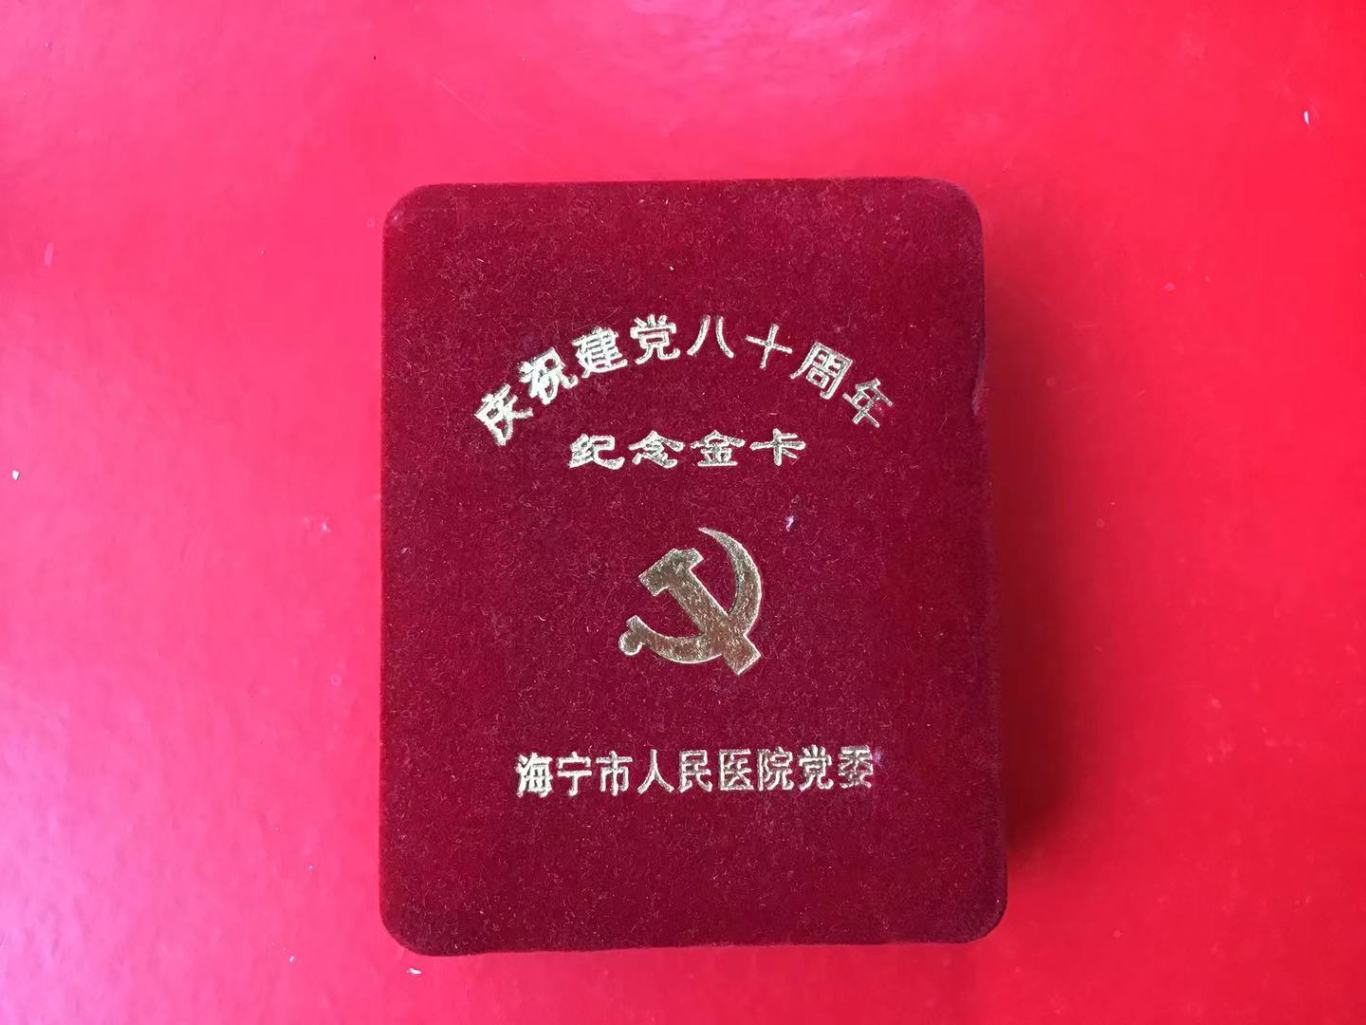 庆祝建党八十周年
纪念金卡
海宁市人民医院党委